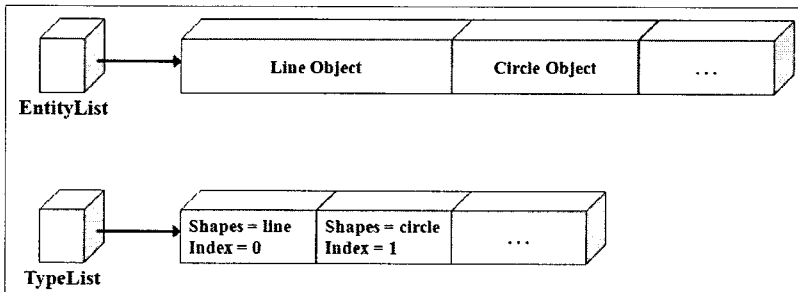 Line Object
Circle Object
...
EntityList
Shapes = line
Index = 0
Shapes = circle
Index = 1
...
TypeList